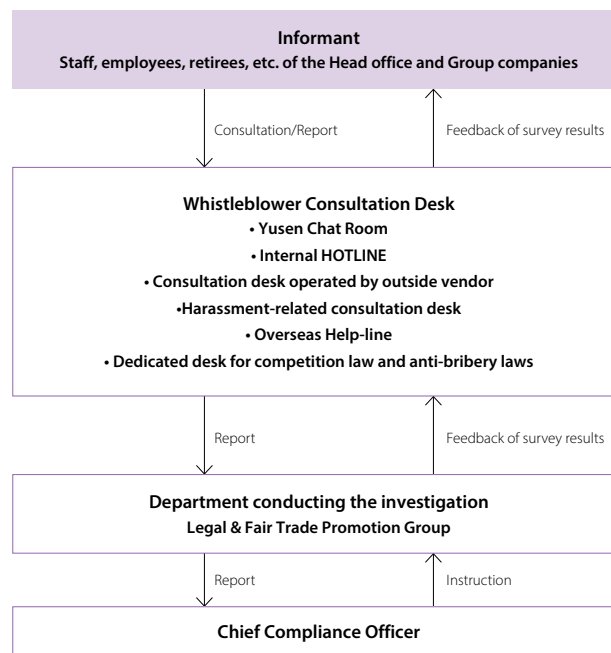 Informant
Staff, employees, retirees, etc. of the Head office and Group companies
Consultation/Report
Feedback of survey results
Whistleblower Consultation Desk
• Yusen Chat Room
• Internal HOTLINE
• Consultation desk operated by outside vendor
•Harassment-related consultation desk
• Overseas Help-line
• Dedicated desk for competition law and anti-bribery laws
Report
Feedback of survey results
Department conducting the investigation
Legal & Fair Trade Promotion Group
Report
Instruction
Chief Compliance Officer